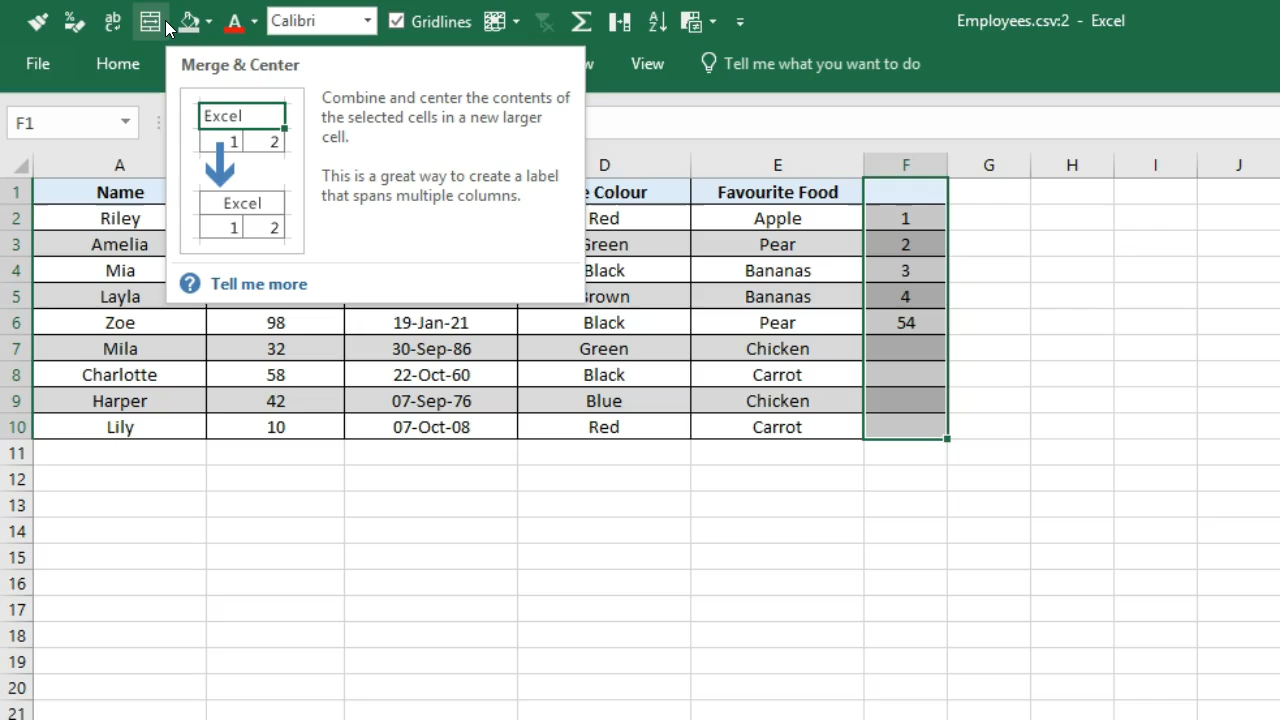 ab
A Calibri Gridlines Σ Employees.csv:2 - Excel
File Home View Tell me what you want to do
Merge & Center
Combine and center the contents of
the selected cells in a new larger
cell.
This is a great way to create a label
that spans multiple columns.
Excel
1 2
Excel
1 2
Tell me more
F1
A D E F G H I J
1 Name Colour Favourite Food
2 Riley Red Apple 1
3 Amelia Green Pear 2
4 Mia Black Bananas 3
5 Layla Brown Bananas 4
6 Zoe 98 19-Jan-21 Black Pear 54
7 Mila 32 30-Sep-86 Green Chicken
8 Charlotte 58 22-Oct-60 Black Carrot
9 Harper 42 07-Sep-76 Blue Chicken
10 Lily 10 07-Oct-08 Red Carrot
11
12
13
14
15
16
17
18
19
20
21